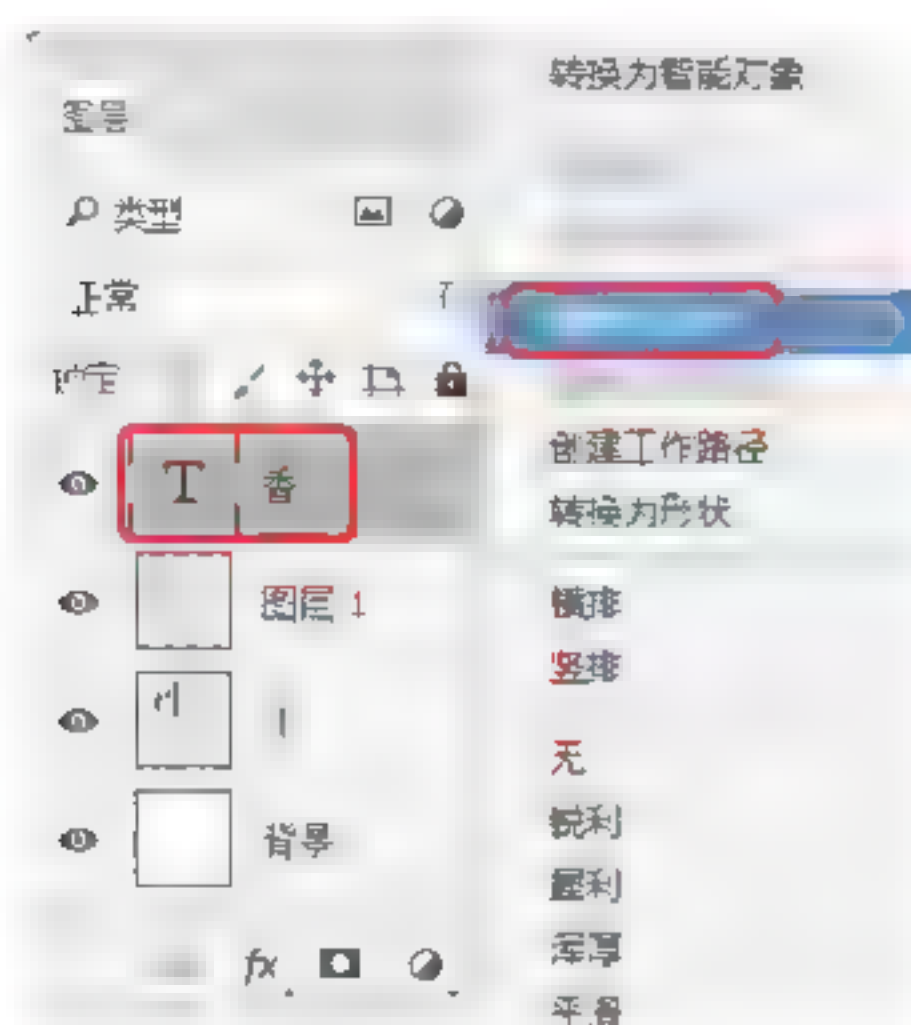 图层
类型
正常
锁定
T 香
图层 1
背景
fx
转换为智能对象
创建工作路径
转换为形状
横排
竖排
无
锐利
犀利
浑厚
平滑